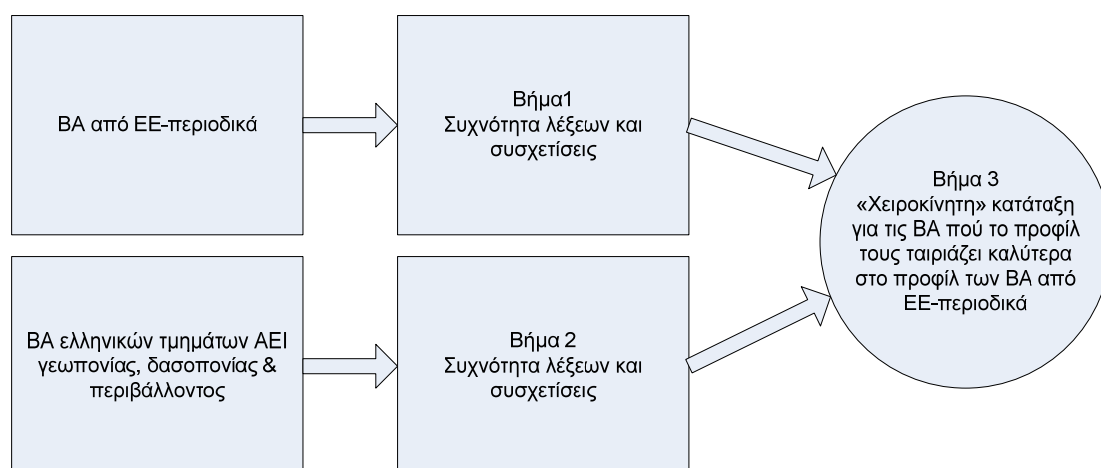 ΒΑ από ΕΕ-περιοδικά
Βήμα1
Συχνότητα λέξεων και
συσχετίσεις
ΒΑ ελληνικών τμημάτων ΑΕΙ
γεωπονίας, δασοπονίας &
περιβάλλοντος
Βήμα 2
Συχνότητα λέξεων και
συσχετίσεις
Βήμα 3
«Χειροκίνητη» κατάταξη
για τις ΒΑ πού το προφίλ
τους ταιριάζει καλύτερα
στο προφίλ των ΒΑ από
ΕΕ-περιοδικά